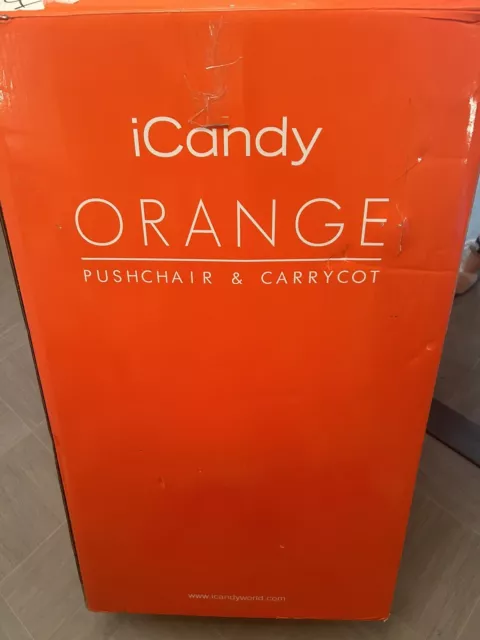 iCandy
ORANGE
PUSHCHAIR & CARRYCOT
www.icandyworld.com